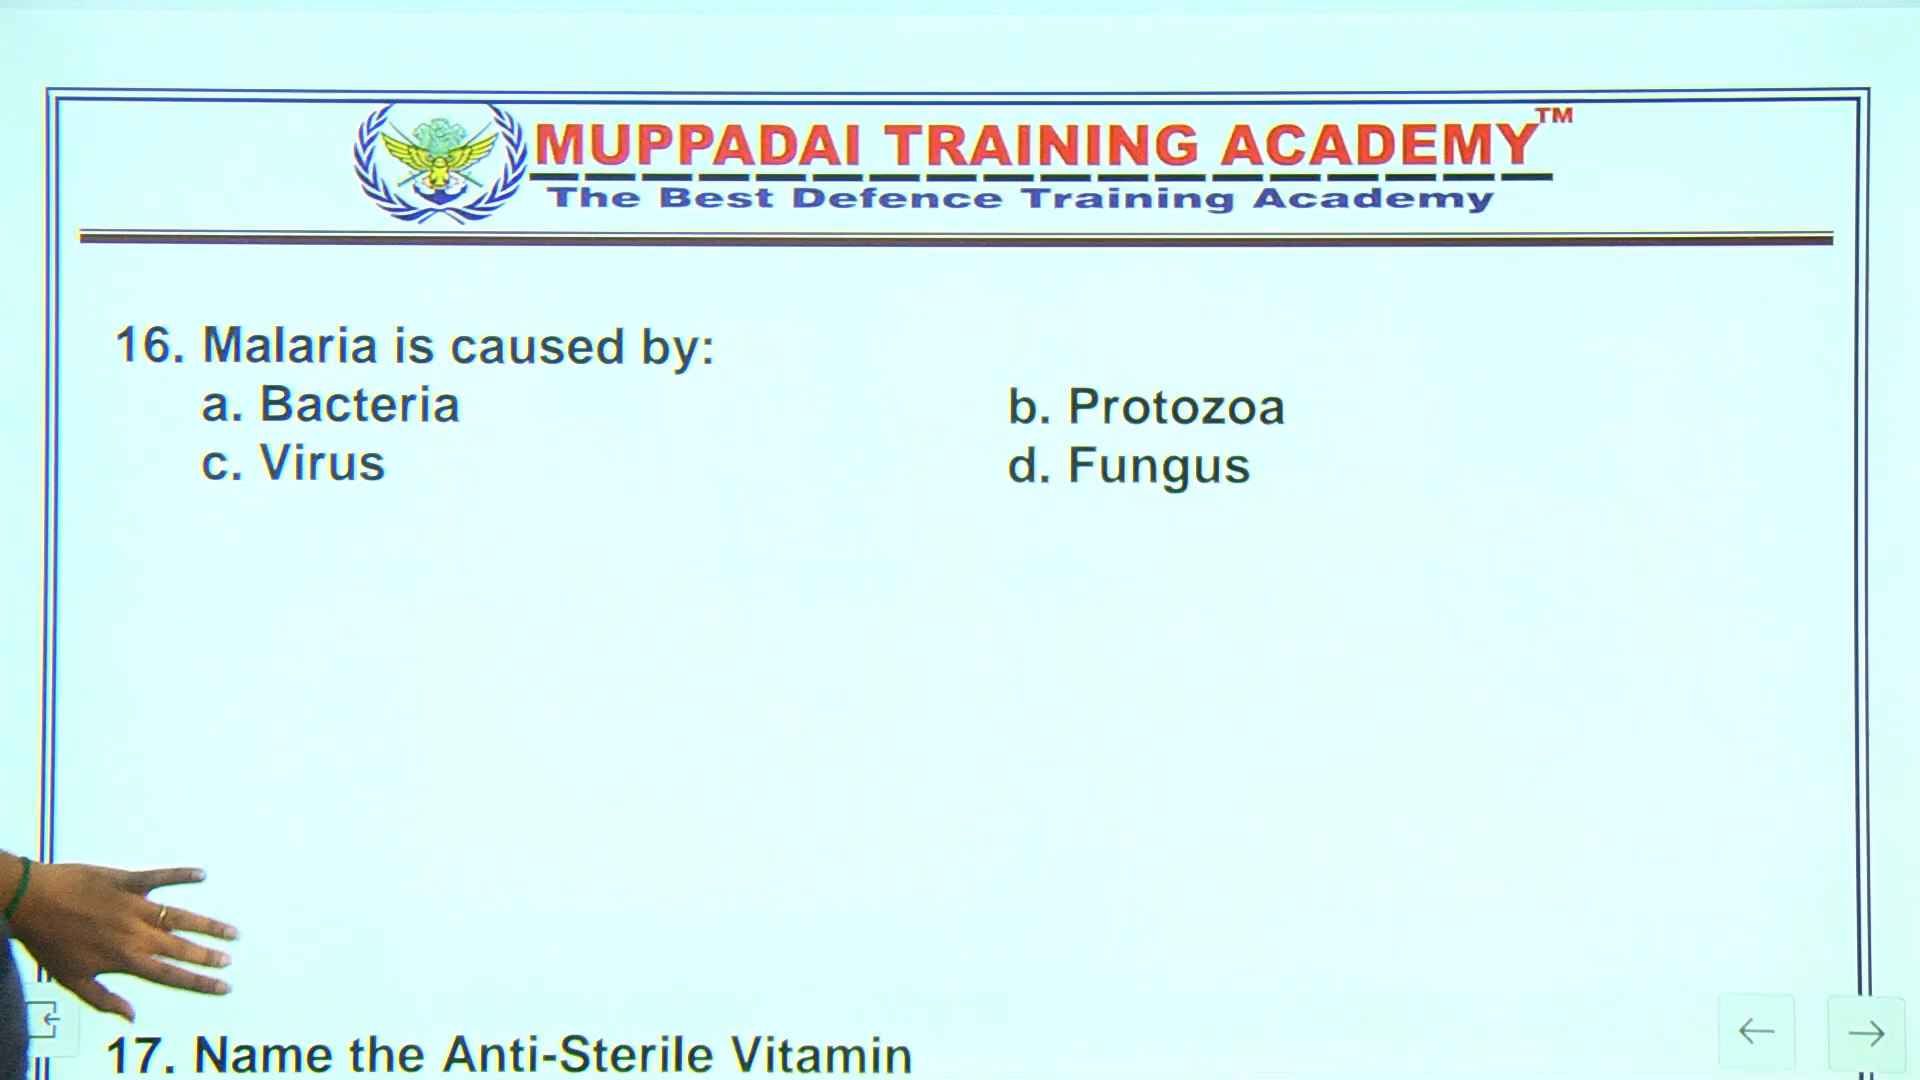 MUPPADAI TRAINING ACADEMY™
The Best Defence Training Academy
16. Malaria is caused by:
a. Bacteria b. Protozoa
c. Virus d. Fungus
17. Name the Anti-Sterile Vitamin